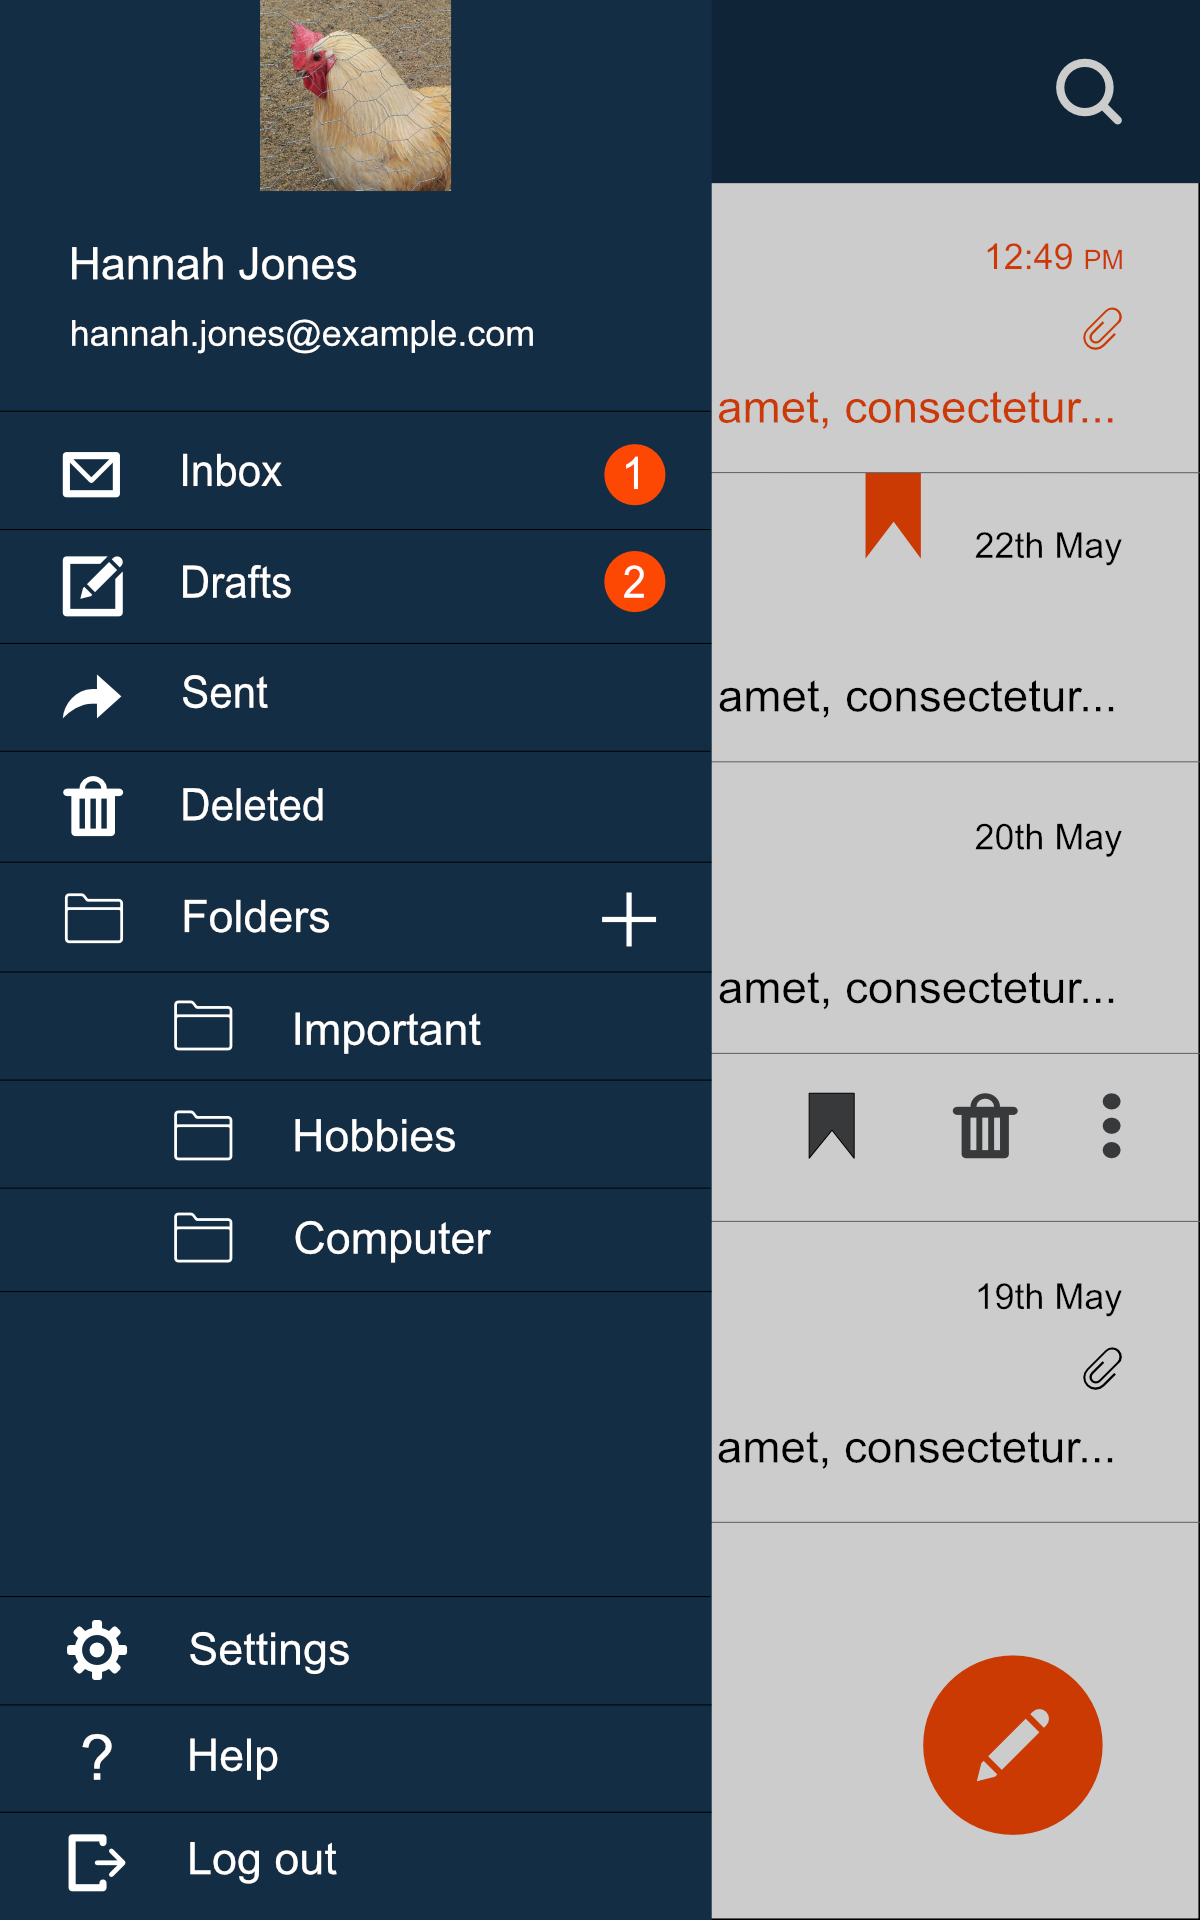 Hannah Jones
hannah.jones@example.com
Inbox 1
Drafts 2
Sent
Deleted
Folders
Important
Hobbies
Computer
Settings
? Help
Log out
12:49 PM
amet, consectetur...
22th May
amet, consectetur...
20th May
amet, consectetur...
19th May
amet, consectetur...